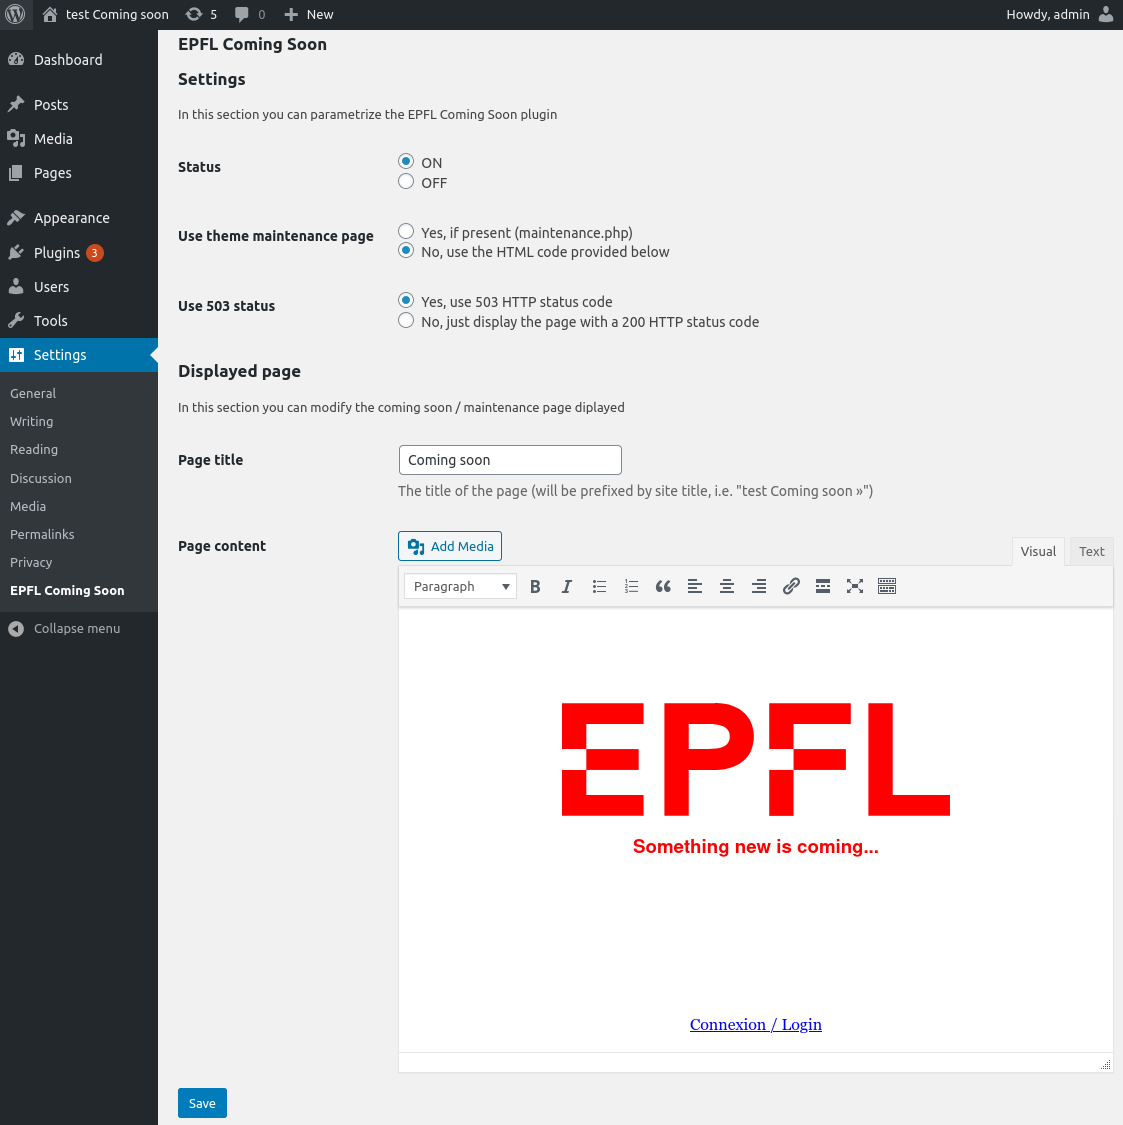 test Coming soon 5 0 New Howdy, admin
Dashboard
Posts
Media
Pages
Appearance
Plugins 3
Users
Tools
Settings
General
Writing
Reading
Discussion
Media
Permalinks
Privacy
EPFL Coming Soon
Collapse menu
EPFL Coming Soon
Settings
In this section you can parametrize the EPFL Coming Soon plugin
Status
ON
OFF
Use theme maintenance page
Yes, if present (maintenance.php)
No, use the HTML code provided below
Use 503 status
Yes, use 503 HTTP status code
No, just display the page with a 200 HTTP status code
Displayed page
In this section you can modify the coming soon / maintenance page diplayed
Page title
Coming soon
The title of the page (will be prefixed by site title, i.e. "test Coming soon »")
Page content
Add Media
Visual Text
Paragraph B I
EPFL
Something new is coming...
Connexion / Login
Save